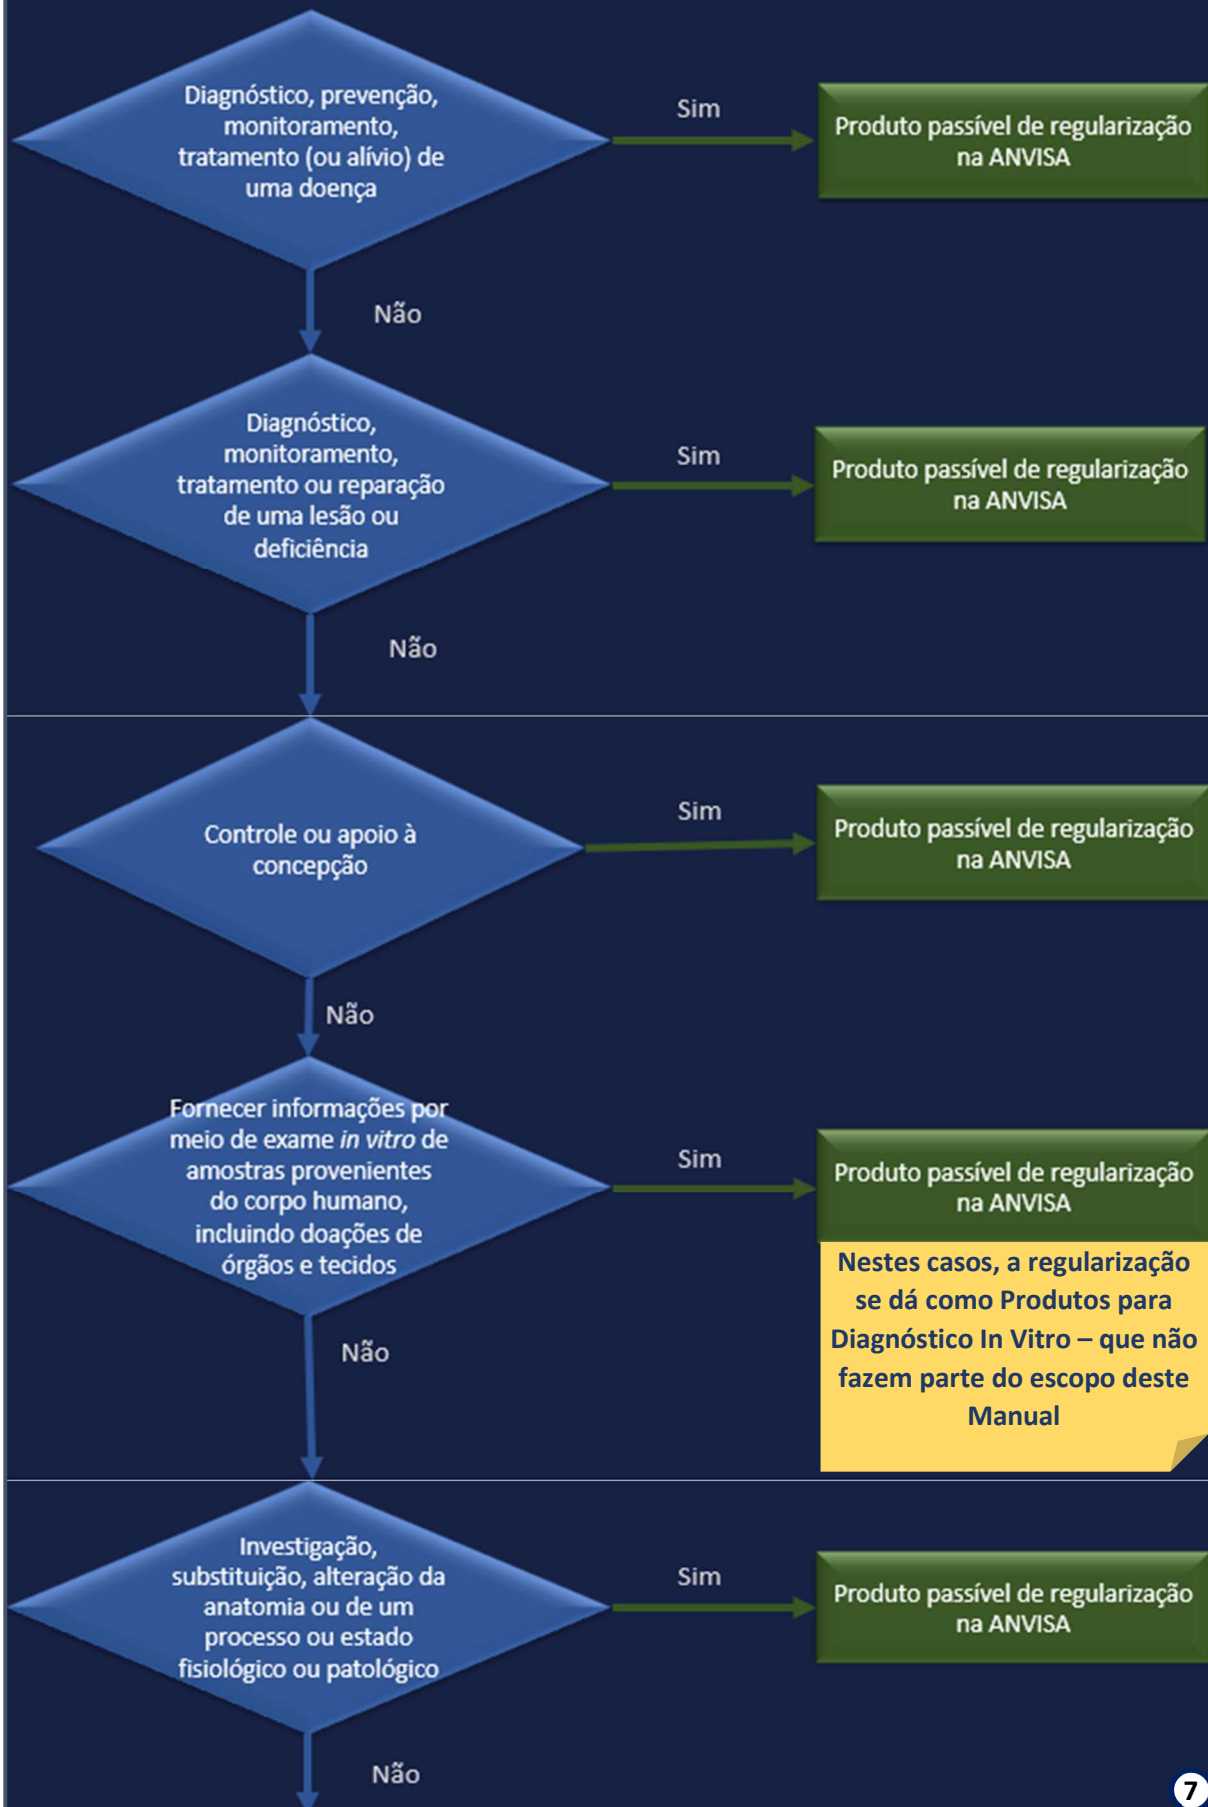 Diagnóstico, prevenção,
monitoramento,
tratamento (ou alívio) de
uma doença
Sim
Produto passível de regularização
na ANVISA
Não
Diagnóstico,
monitoramento,
tratamento ou reparação
de uma lesão ou
deficiência
Sim
Produto passível de regularização
na ANVISA
Não
Controle ou apoio à
concepção
Sim
Produto passível de regularização
na ANVISA
Não
Fornecer informações por
meio de exame in vitro de
amostras provenientes
do corpo humano,
incluindo doações de
órgãos e tecidos
Sim
Produto passível de regularização
na ANVISA
Nestes casos, a regularização
se dá como Produtos para
Diagnóstico In Vitro – que não
fazem parte do escopo deste
Manual
Não
Investigação,
substituição, alteração da
anatomia ou de um
processo ou estado
fisiológico ou patológico
Sim
Produto passível de regularização
na ANVISA
Não
7